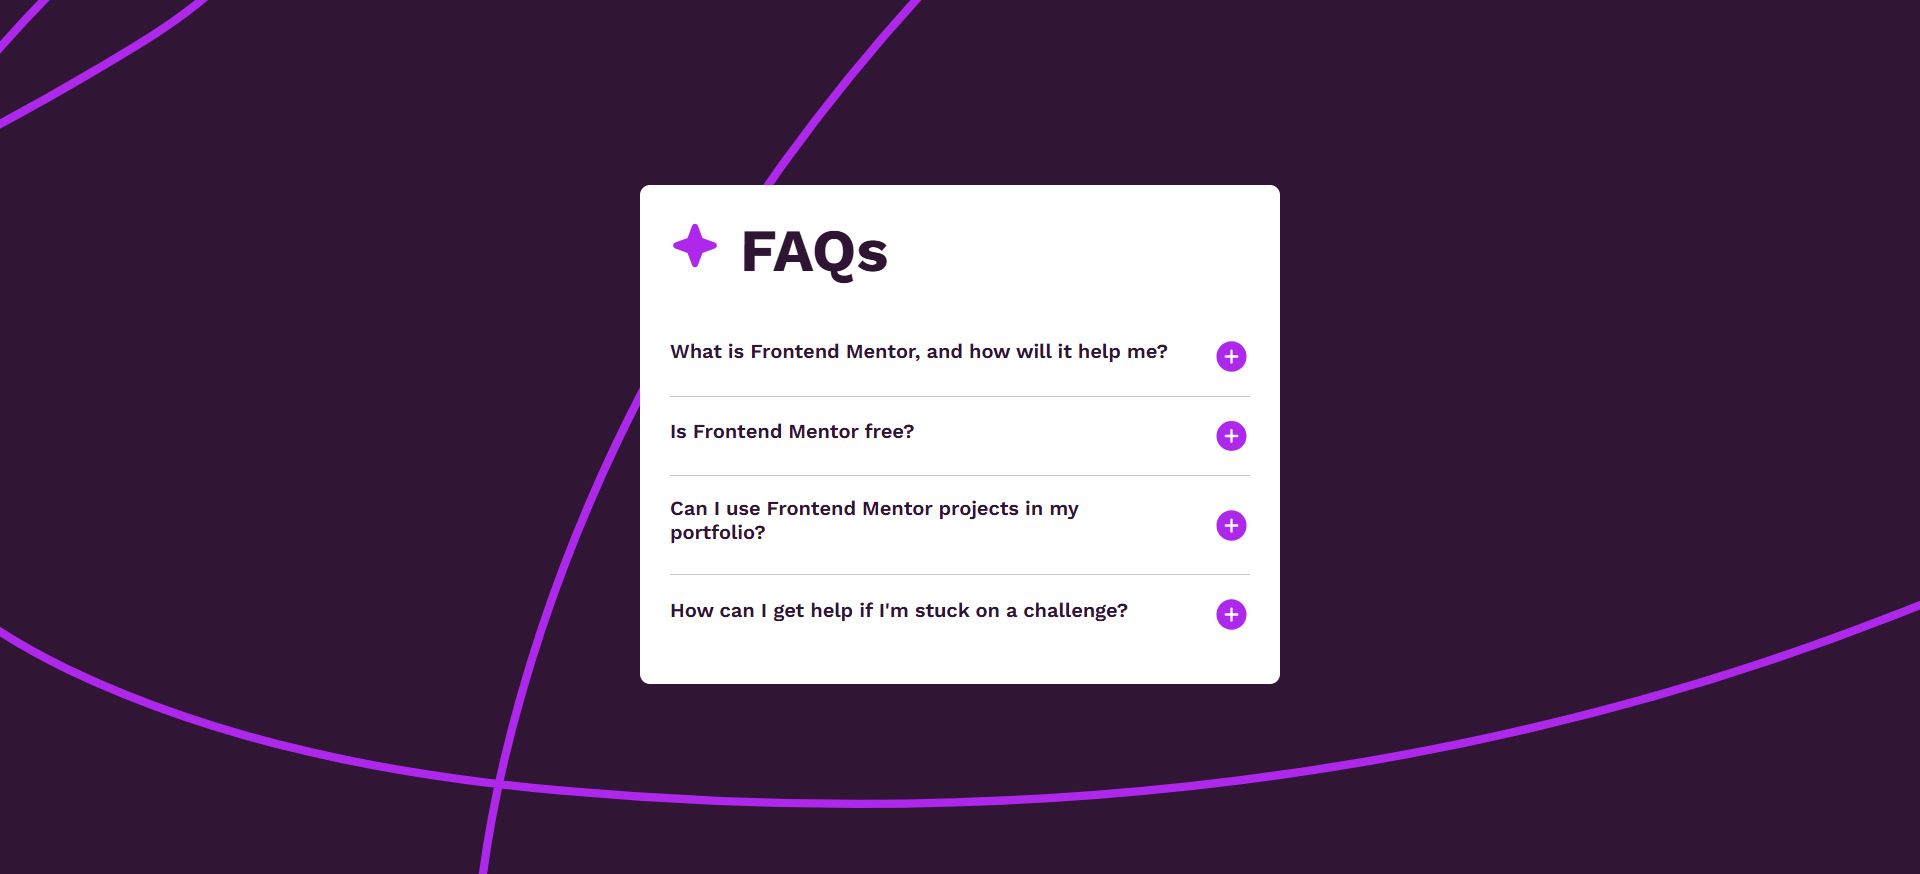 FAQs
What is Frontend Mentor, and how will it help me?
Is Frontend Mentor free?
Can I use Frontend Mentor projects in my
portfolio?
How can I get help if I'm stuck on a challenge?